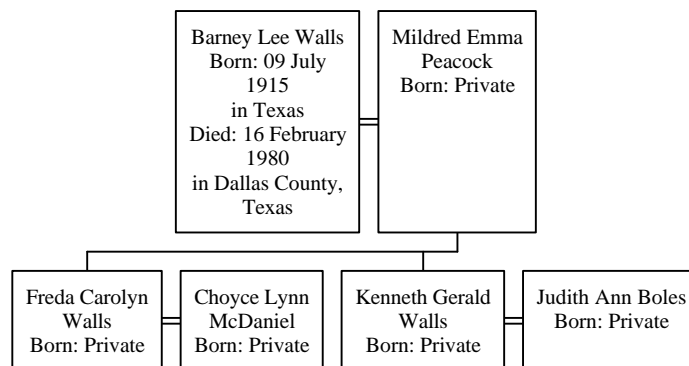 Barney Lee Walls
Born: 09 July
1915
in Texas
Died: 16 February
1980
in Dallas County,
Texas
Mildred Emma
Peacock
Born: Private
Freda Carolyn
Walls
Born: Private
Choyce Lynn
McDaniel
Born: Private
Kenneth Gerald
Walls
Born: Private
Judith Ann Boles
Born: Private